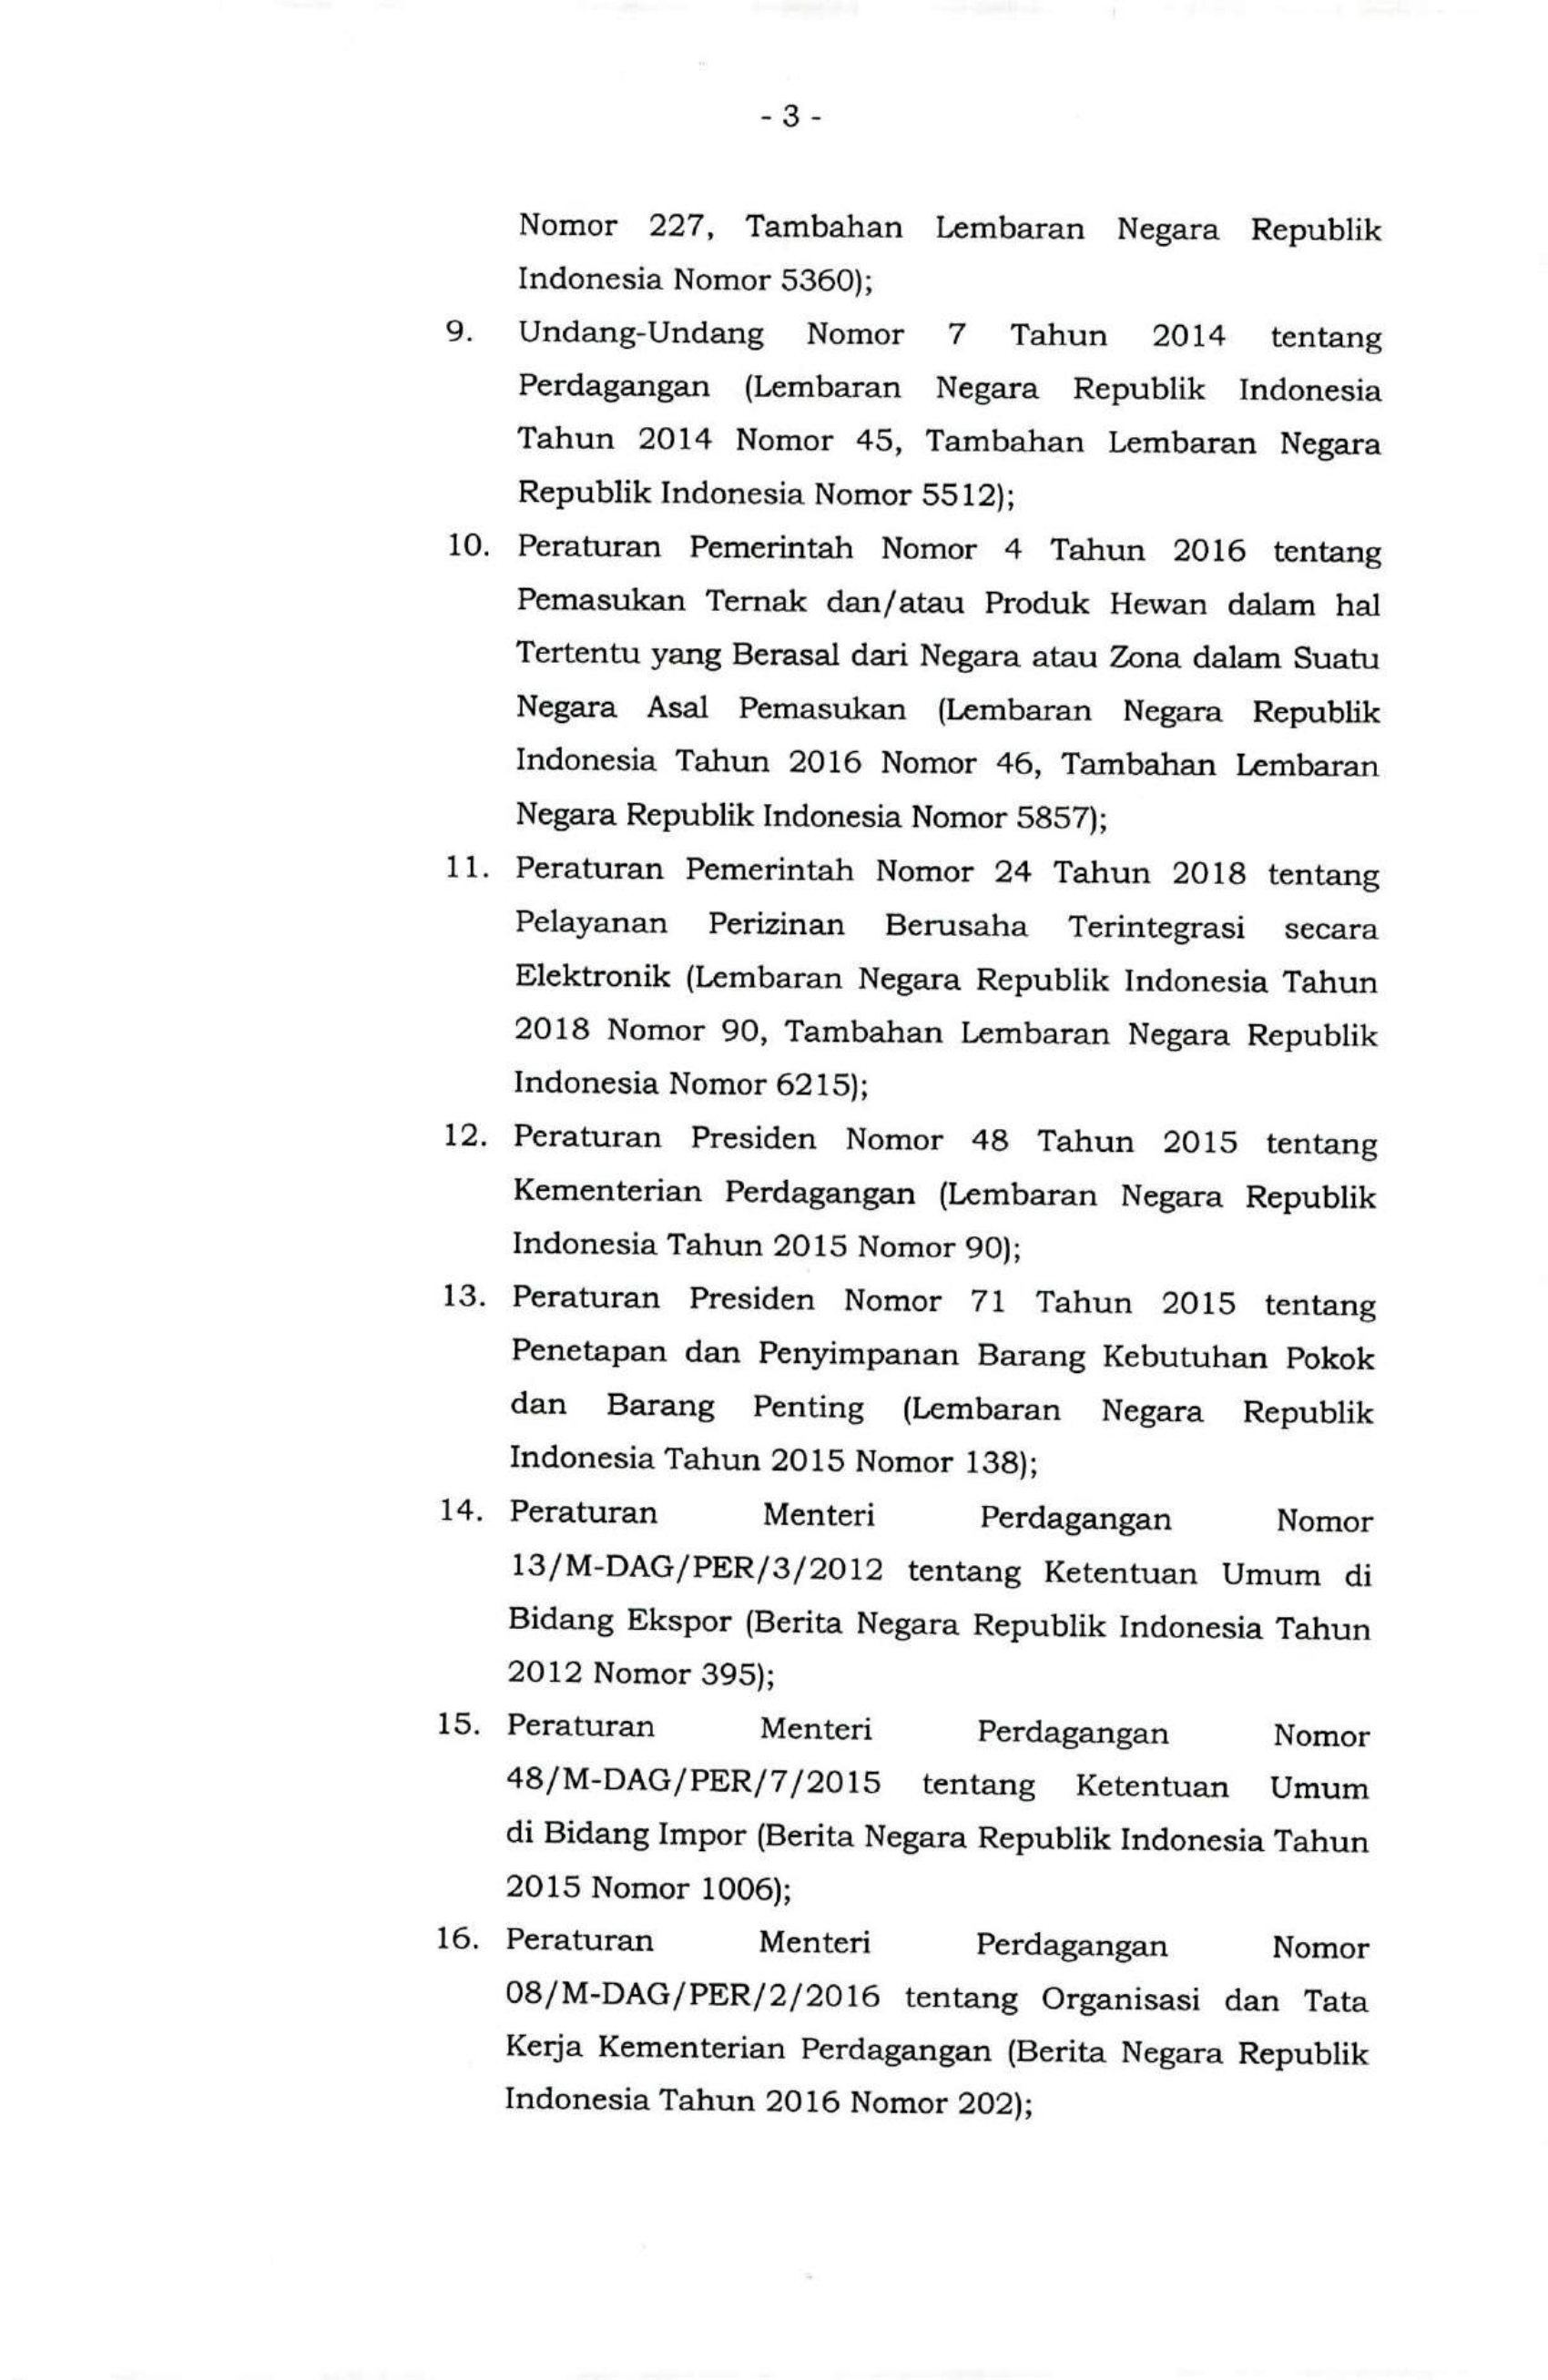 - 3 -
Nomor 227, Tambahan Lembaran Negara Republik
Indonesia Nomor 5360);
9. Undang-Undang Nomor 7 Tahun 2014 tentang
Perdagangan (Lembaran Negara Republik Indonesia
Tahun 2014 Nomor 45, Tambahan Lembaran Negara
Republik Indonesia Nomor 5512);
10. Peraturan Pemerintah Nomor 4 Tahun 2016 tentang
Pemasukan Ternak dan/atau Produk Hewan dalam hal
Tertentu yang Berasal dari Negara atau Zona dalam Suatu
Negara Asal Pemasukan (Lembaran Negara Republik
Indonesia Tahun 2016 Nomor 46, Tambahan Lembaran
Negara Republik Indonesia Nomor 5857);
11. Peraturan Pemerintah Nomor 24 Tahun 2018 tentang
Pelayanan Perizinan Berusaha Terintegrasi secara
Elektronik (Lembaran Negara Republik Indonesia Tahun
2018 Nomor 90, Tambahan Lembaran Negara Republik
Indonesia Nomor 6215);
12. Peraturan Presiden Nomor 48 Tahun 2015 tentang
Kementerian Perdagangan (Lembaran Negara Republik
Indonesia Tahun 2015 Nomor 90);
13. Peraturan Presiden Nomor 71 Tahun 2015 tentang
Penetapan dan Penyimpanan Barang Kebutuhan Pokok
dan Barang Penting (Lembaran Negara Republik
Indonesia Tahun 2015 Nomor 138);
14. Peraturan Menteri Perdagangan Nomor
13/M-DAG/PER/3/2012 tentang Ketentuan Umum di
Bidang Ekspor (Berita Negara Republik Indonesia Tahun
2012 Nomor 395);
15. Peraturan Menteri Perdagangan Nomor
48/M-DAG/PER/7/2015 tentang Ketentuan Umum
di Bidang Impor (Berita Negara Republik Indonesia Tahun
2015 Nomor 1006);
16. Peraturan Menteri Perdagangan Nomor
08/M-DAG/PER/2/2016 tentang Organisasi dan Tata
Kerja Kementerian Perdagangan (Berita Negara Republik
Indonesia Tahun 2016 Nomor 202);